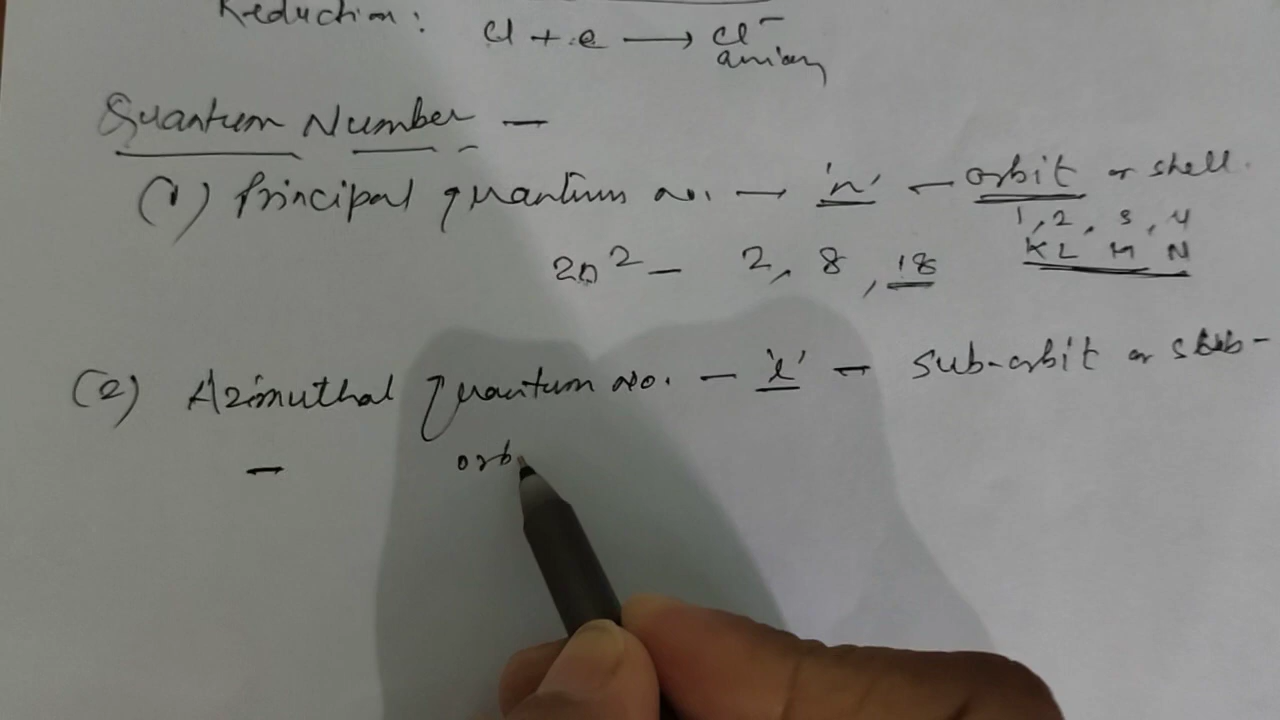 Reduction: Cl + e ⟶ Cl⁻
anion
Quantum Number –
(1) Principal quantum no. → 'n' – orbit or shell.
1, 2, 3, 4
K L M N
2n² – 2, 8, 18
(2) Azimuthal quantum no. – 'l' – sub-orbit or sub-
– orb